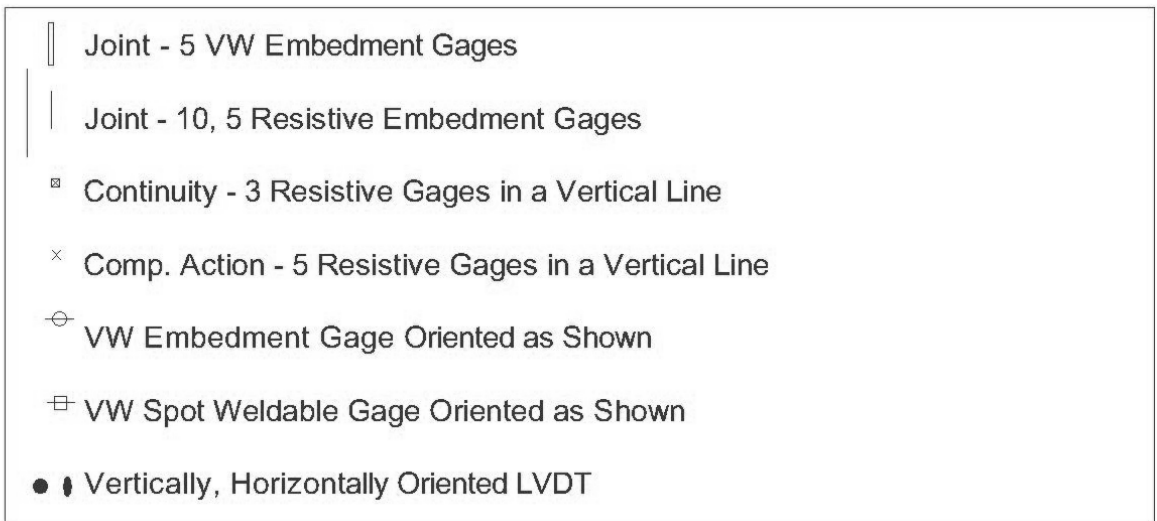 Joint - 5 VW Embedment Gages
Joint - 10, 5 Resistive Embedment Gages
Continuity - 3 Resistive Gages in a Vertical Line
Comp. Action - 5 Resistive Gages in a Vertical Line
VW Embedment Gage Oriented as Shown
VW Spot Weldable Gage Oriented as Shown
Vertically, Horizontally Oriented LVDT